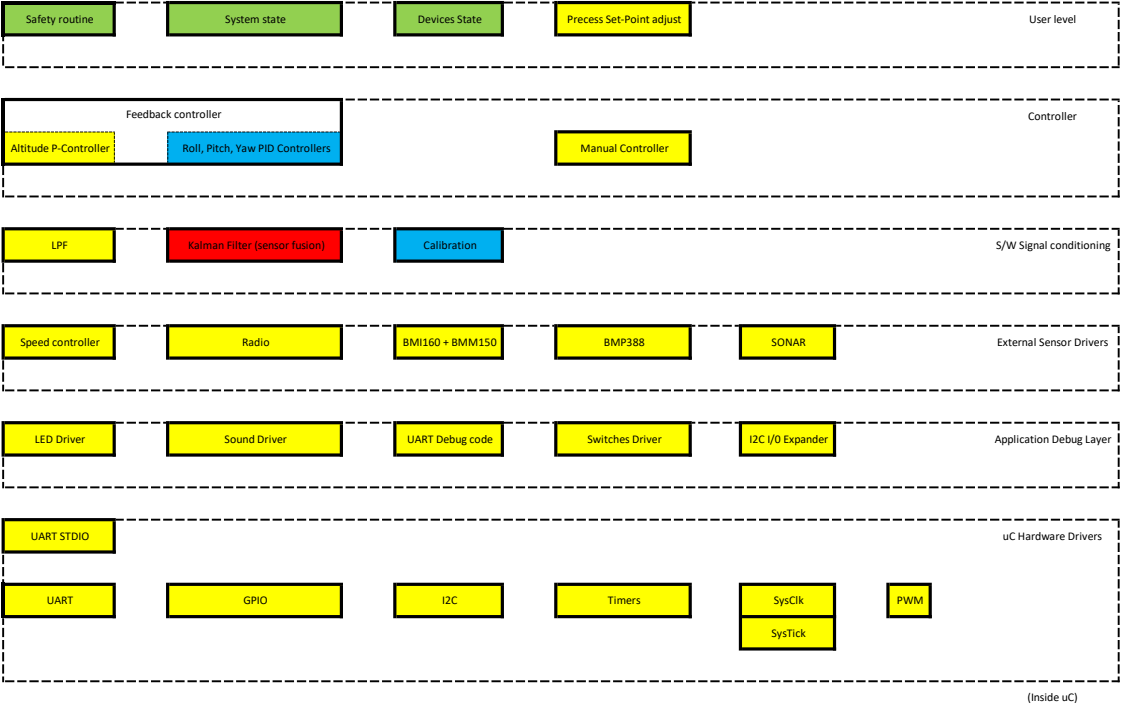 Safety routine
System state
Devices State
Precess Set-Point adjust
User level
Feedback controller
Controller
Altitude P-Controller
Roll, Pitch, Yaw PID Controllers
Manual Controller
LPF
Kalman Filter (sensor fusion)
Calibration
S/W Signal conditioning
Speed controller
Radio
BMI160 + BMM150
BMP388
SONAR
External Sensor Drivers
LED Driver
Sound Driver
UART Debug code
Switches Driver
I2C I/0 Expander
Application Debug Layer
UART STDIO
uC Hardware Drivers
UART
GPIO
I2C
Timers
SysClk
PWM
SysTick
(Inside uC)